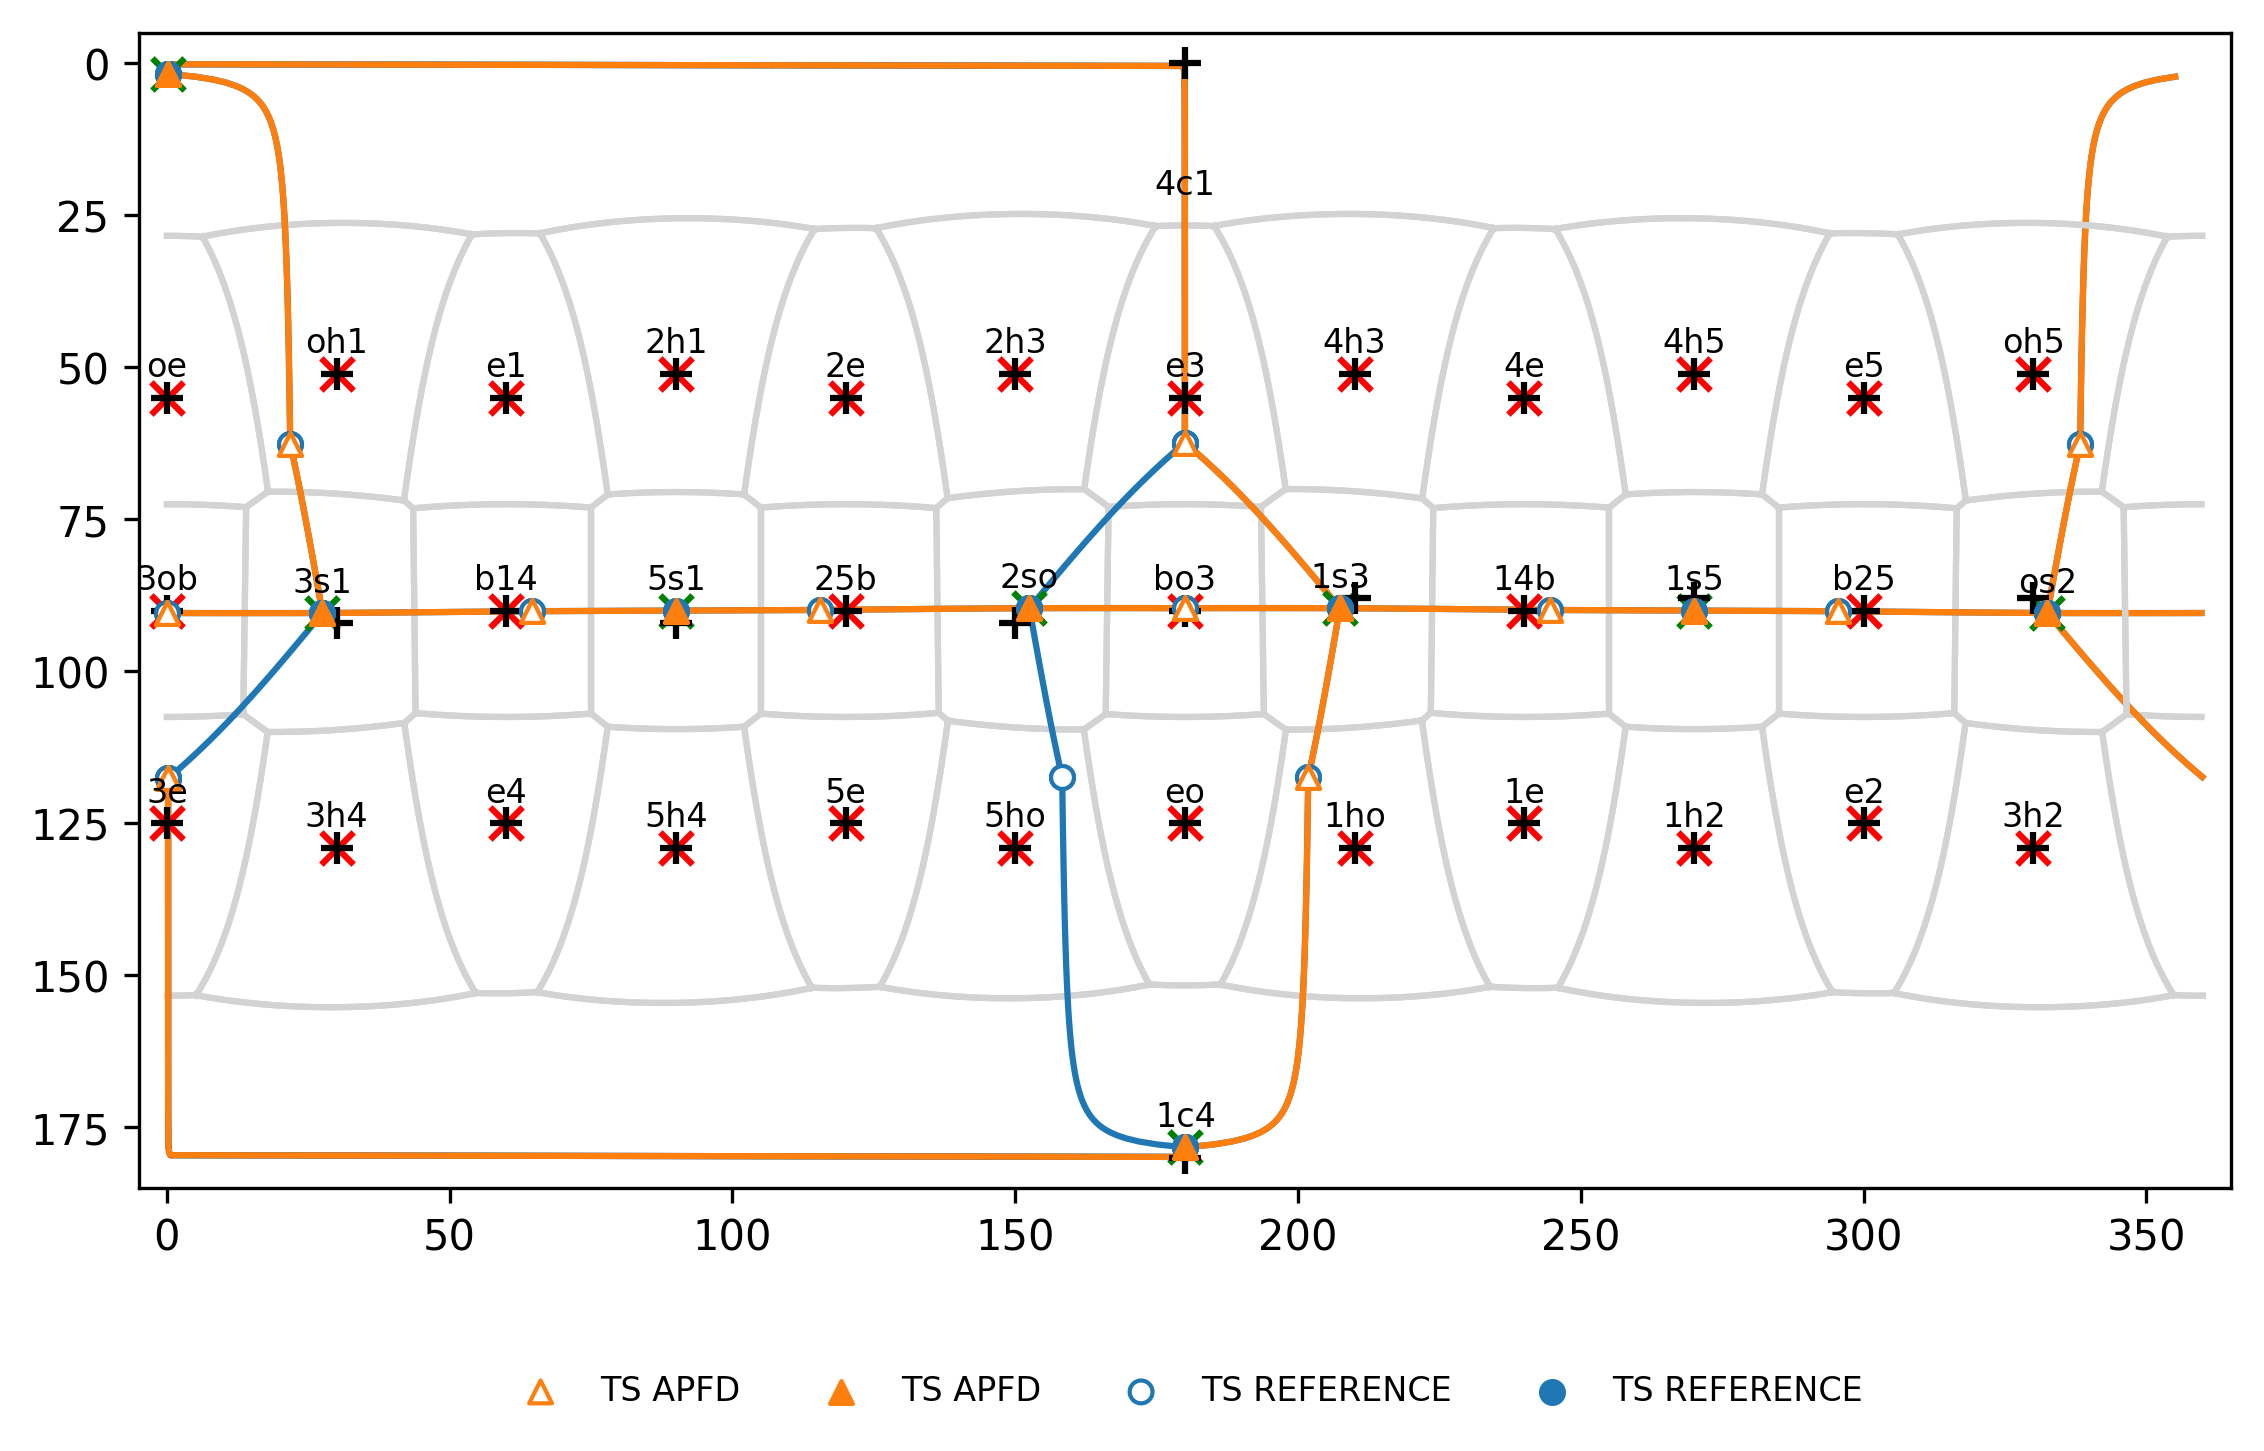 0
4c1
25
oh1 2h1 2h3 4h3 4h5 oh5
oe e1 2e e3 4e e5
50
75
3ob 3s1 b14 5s1 25b 2so bo3 1s3 14b 1s5 b25 os2
100
3e e4 5e eo 1e e2
3h4 5h4 5ho 1ho 1h2 3h2
125
150
1c4
175
0 50 100 150 200 250 300 350
TS APFD TS APFD TS REFERENCE TS REFERENCE